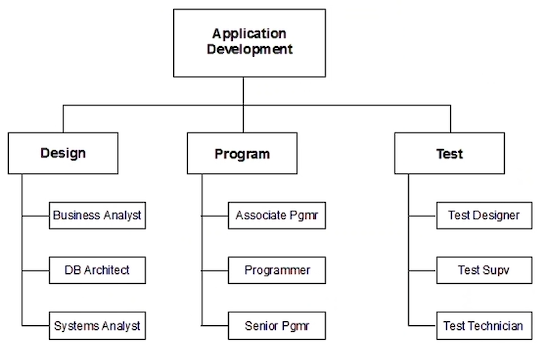 Application
Development
Design
Program
Test
Business Analyst
Associate Pgmr
Test Designer
DB Architect
Programmer
Test Supv
Systems Analyst
Senior Pgmr
Test Technician